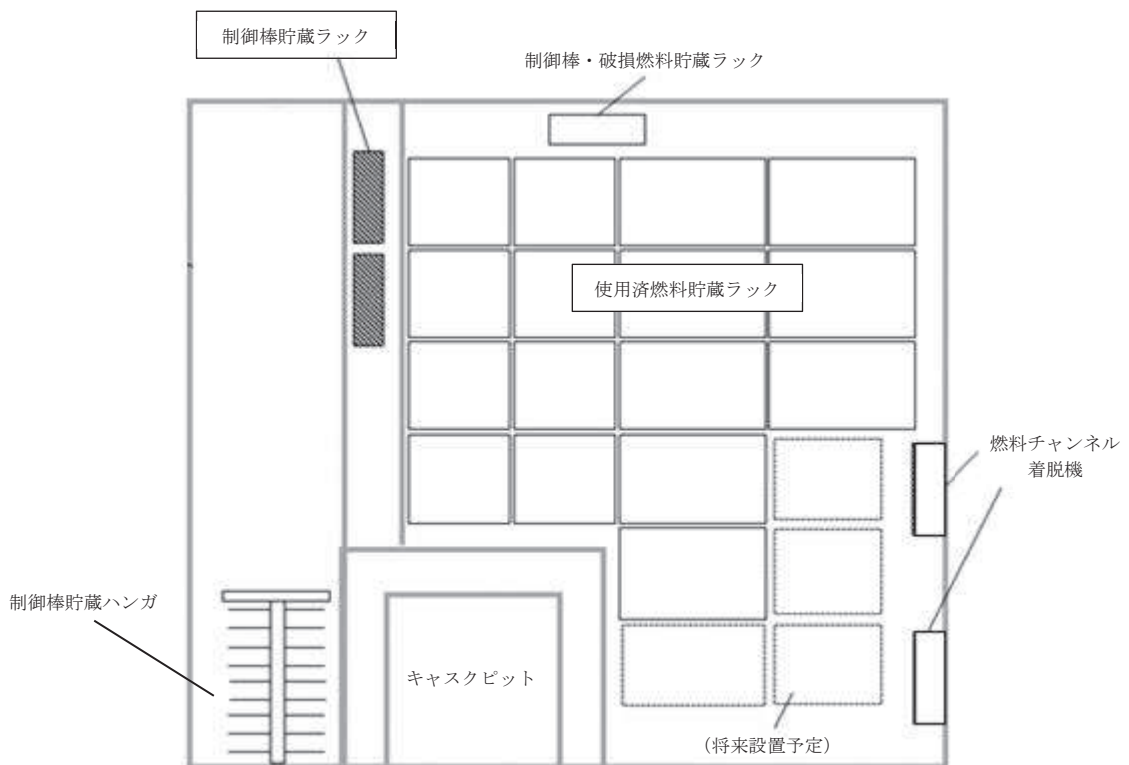 制御棒貯蔵ラック
制御棒・破損燃料貯蔵ラック
使用済燃料貯蔵ラック
燃料チャンネル
着脱機
制御棒貯蔵ハンガ
キャスクピット
（将来設置予定）